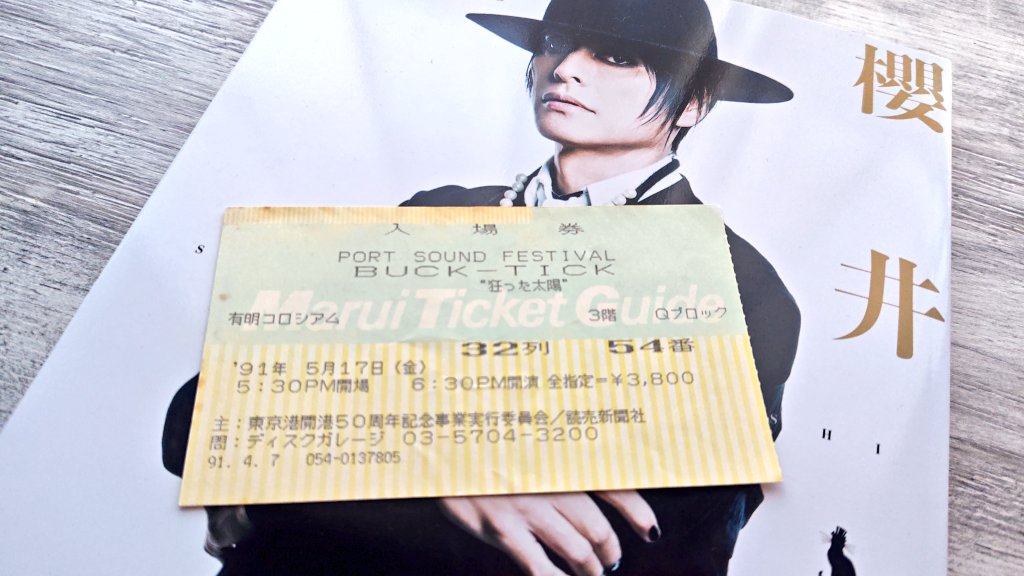 櫻
井
S
入場券
PORT SOUND FESTIVAL
BUCK-TICK
"狂った太陽"
Marui Ticket Guide
有明コロシアム 3階 Qブロック
32列 54番
'91年 5月17日(金)
5:30PM開場 6:30PM開演 全指定=¥3,800
主:東京港開港50周年記念事業実行委員会/読売新聞社
問:ディスクガレージ 03-5704-3200
91. 4. 7 054-0137805
S H I